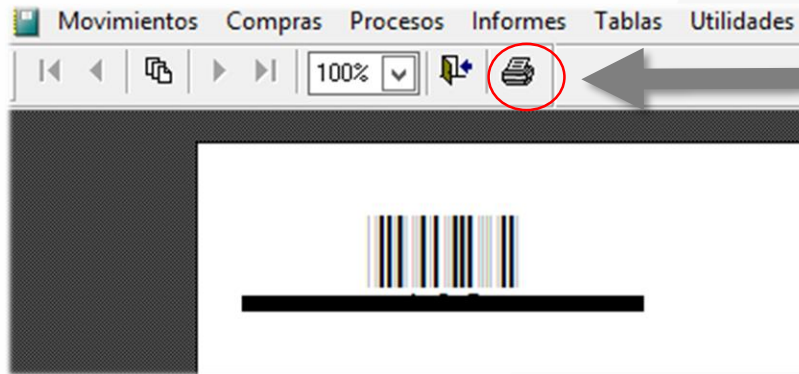 Movimientos Compras Procesos Informes Tablas Utilidades
100%